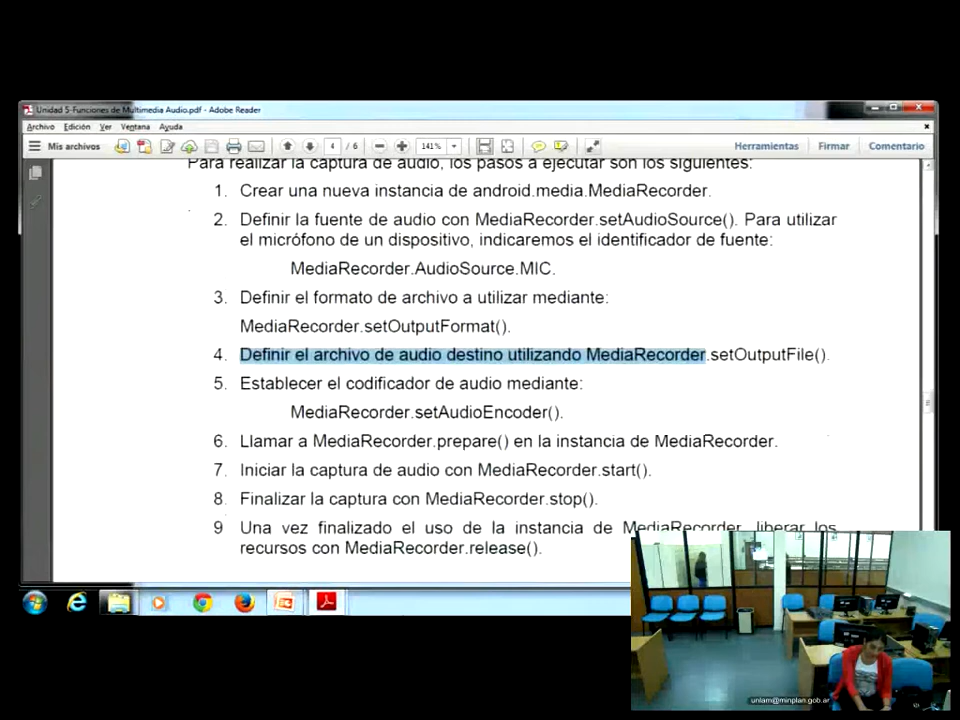 Unidad 5-Funciones de Multimedia Audio.pdf - Adobe Reader
Archivo Edición Ver Ventana Ayuda
Mis archivos 4 / 6 141% Herramientas Firmar Comentario
Para realizar la captura de audio, los pasos a ejecutar son los siguientes:
1. Crear una nueva instancia de android.media.MediaRecorder.
2. Definir la fuente de audio con MediaRecorder.setAudioSource(). Para utilizar
el micrófono de un dispositivo, indicaremos el identificador de fuente:
MediaRecorder.AudioSource.MIC.
3. Definir el formato de archivo a utilizar mediante:
MediaRecorder.setOutputFormat().
4. Definir el archivo de audio destino utilizando MediaRecorder.setOutputFile().
5. Establecer el codificador de audio mediante:
MediaRecorder.setAudioEncoder().
6. Llamar a MediaRecorder.prepare() en la instancia de MediaRecorder.
7. Iniciar la captura de audio con MediaRecorder.start().
8. Finalizar la captura con MediaRecorder.stop().
9 Una vez finalizado el uso de la instancia de MediaRecorder, liberar los
recursos con MediaRecorder.release().
unlam@minplan.gob.ar